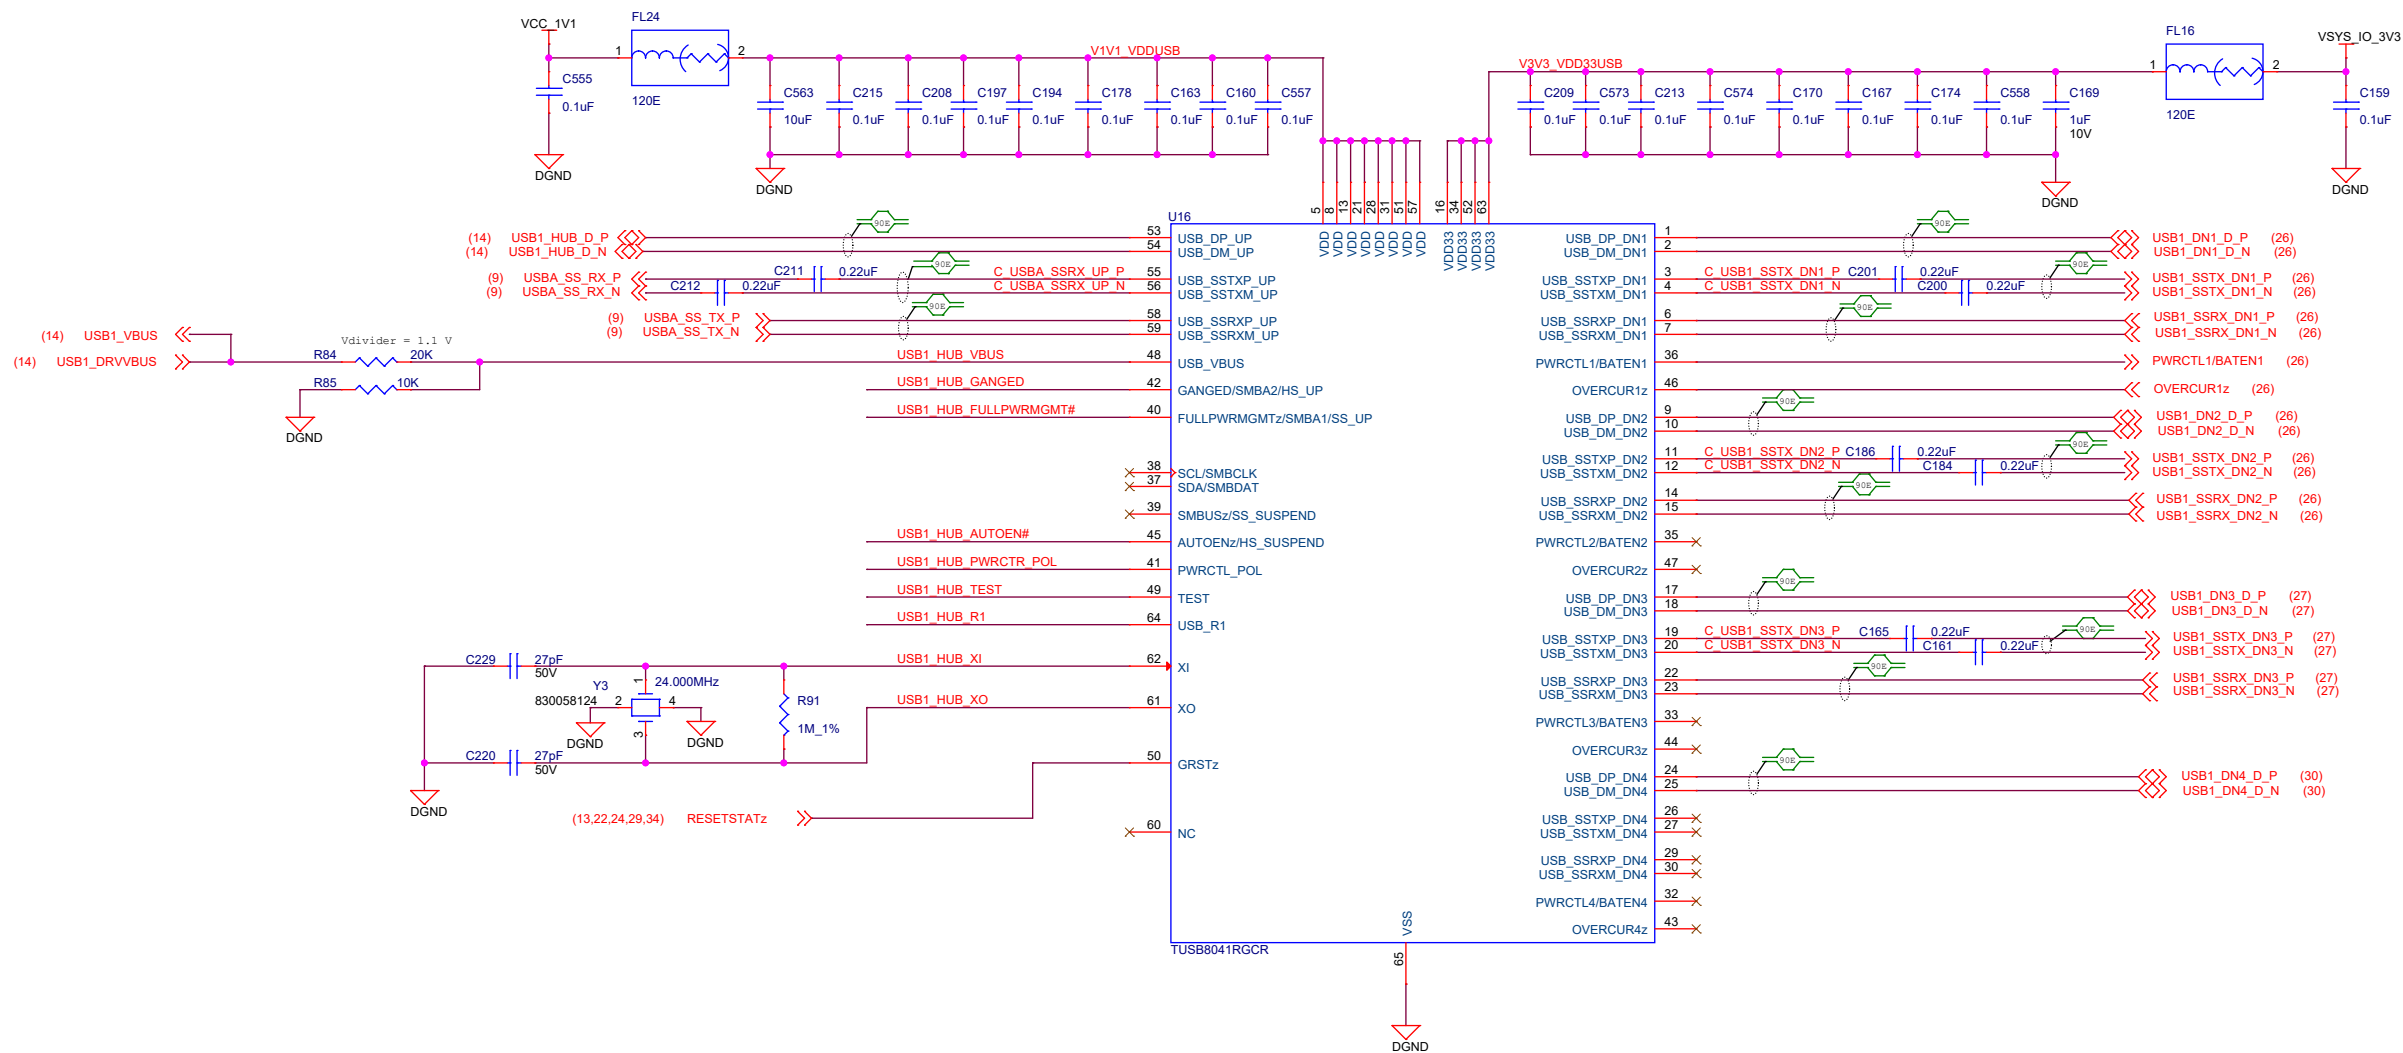 VCC_1V1
FL24
1
2
120E
C555
0.1uF
DGND
V1V1_VDDUSB
C563
10uF
C215
0.1uF
C208
0.1uF
C197
0.1uF
C194
0.1uF
C178
0.1uF
C163
0.1uF
C160
0.1uF
C557
0.1uF
DGND
V3V3_VDD33USB
C209
0.1uF
C573
0.1uF
C213
0.1uF
C574
0.1uF
C170
0.1uF
C167
0.1uF
C174
0.1uF
C558
0.1uF
C169
1uF
10V
DGND
FL16
1
2
120E
VSYS_IO_3V3
C159
0.1uF
DGND
5 8 13 21 28 31 51 57
16 34 52 63
VDD VDD VDD VDD VDD VDD VDD VDD
VDD33 VDD33 VDD33 VDD33
U16
(14) USB1_HUB_D_P
(14) USB1_HUB_D_N
90E
53 USB_DP_UP
54 USB_DM_UP
(9) USBA_SS_RX_P
(9) USBA_SS_RX_N
C211 0.22uF
C212 0.22uF
90E
C_USBA_SSRX_UP_P
C_USBA_SSRX_UP_N
55 USB_SSTXP_UP
56 USB_SSTXM_UP
(9) USBA_SS_TX_P
(9) USBA_SS_TX_N
90E
58 USB_SSRXP_UP
59 USB_SSRXM_UP
(14) USB1_VBUS
(14) USB1_DRVVBUS
Vdivider = 1.1 V
R84 20K
R85 10K
DGND
USB1_HUB_VBUS 48 USB_VBUS
USB1_HUB_GANGED 42 GANGED/SMBA2/HS_UP
USB1_HUB_FULLPWRMGMT# 40 FULLPWRMGMTz/SMBA1/SS_UP
38 SCL/SMBCLK
37 SDA/SMBDAT
39 SMBUSz/SS_SUSPEND
USB1_HUB_AUTOEN# 45 AUTOENz/HS_SUSPEND
USB1_HUB_PWRCTR_POL 41 PWRCTL_POL
USB1_HUB_TEST 49 TEST
USB1_HUB_R1 64 USB_R1
USB1_HUB_XI 62 XI
USB1_HUB_XO 61 XO
C229 27pF
50V
Y3
830058124
24.000MHz
1
2
4
3
DGND
DGND
R91
1M_1%
C220 27pF
50V
DGND
50 GRSTz
(13,22,24,29,34) RESETSTATz
60 NC
USB_DP_DN1 1
USB_DM_DN1 2
90E
USB1_DN1_D_P (26)
USB1_DN1_D_N (26)
USB_SSTXP_DN1 3 C_USB1_SSTX_DN1_P C201 0.22uF
USB_SSTXM_DN1 4 C_USB1_SSTX_DN1_N C200 0.22uF
90E
USB1_SSTX_DN1_P (26)
USB1_SSTX_DN1_N (26)
USB_SSRXP_DN1 6
USB_SSRXM_DN1 7
90E
USB1_SSRX_DN1_P (26)
USB1_SSRX_DN1_N (26)
PWRCTL1/BATEN1 36 PWRCTL1/BATEN1 (26)
OVERCUR1z 46 OVERCUR1z (26)
USB_DP_DN2 9
USB_DM_DN2 10
90E
USB1_DN2_D_P (26)
USB1_DN2_D_N (26)
USB_SSTXP_DN2 11 C_USB1_SSTX_DN2_P C186 0.22uF
USB_SSTXM_DN2 12 C_USB1_SSTX_DN2_N C184 0.22uF
90E
USB1_SSTX_DN2_P (26)
USB1_SSTX_DN2_N (26)
USB_SSRXP_DN2 14
USB_SSRXM_DN2 15
90E
USB1_SSRX_DN2_P (26)
USB1_SSRX_DN2_N (26)
PWRCTL2/BATEN2 35
OVERCUR2z 47
USB_DP_DN3 17
USB_DM_DN3 18
90E
USB1_DN3_D_P (27)
USB1_DN3_D_N (27)
USB_SSTXP_DN3 19 C_USB1_SSTX_DN3_P C165 0.22uF
USB_SSTXM_DN3 20 C_USB1_SSTX_DN3_N C161 0.22uF
90E
USB1_SSTX_DN3_P (27)
USB1_SSTX_DN3_N (27)
USB_SSRXP_DN3 22
USB_SSRXM_DN3 23
90E
USB1_SSRX_DN3_P (27)
USB1_SSRX_DN3_N (27)
PWRCTL3/BATEN3 33
OVERCUR3z 44
USB_DP_DN4 24
USB_DM_DN4 25
90E
USB1_DN4_D_P (30)
USB1_DN4_D_N (30)
USB_SSTXP_DN4 26
USB_SSTXM_DN4 27
USB_SSRXP_DN4 29
USB_SSRXM_DN4 30
PWRCTL4/BATEN4 32
OVERCUR4z 43
VSS
TUSB8041RGCR
65
DGND